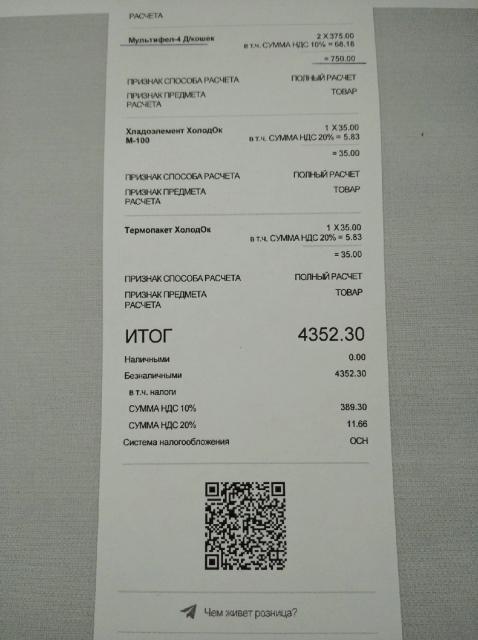 РАСЧЕТА
Мультифел-4 Д/кошек 2 X 375.00
в т.ч. СУММА НДС 10% = 68.18
= 750.00
ПРИЗНАК СПОСОБА РАСЧЕТА ПОЛНЫЙ РАСЧЕТ
ПРИЗНАК ПРЕДМЕТА ТОВАР
РАСЧЕТА
Хладоэлемент ХолодОк 1 X 35.00
М-100 в т.ч. СУММА НДС 20% = 5.83
= 35.00
ПРИЗНАК СПОСОБА РАСЧЕТА ПОЛНЫЙ РАСЧЕТ
ПРИЗНАК ПРЕДМЕТА ТОВАР
РАСЧЕТА
Термопакет ХолодОк 1 X 35.00
в т.ч. СУММА НДС 20% = 5.83
= 35.00
ПРИЗНАК СПОСОБА РАСЧЕТА ПОЛНЫЙ РАСЧЕТ
ПРИЗНАК ПРЕДМЕТА ТОВАР
РАСЧЕТА
ИТОГ 4352.30
Наличными 0.00
Безналичными 4352.30
в т.ч. налоги
СУММА НДС 10% 389.30
СУММА НДС 20% 11.66
Система налогообложения ОСН
Чем живет розница?